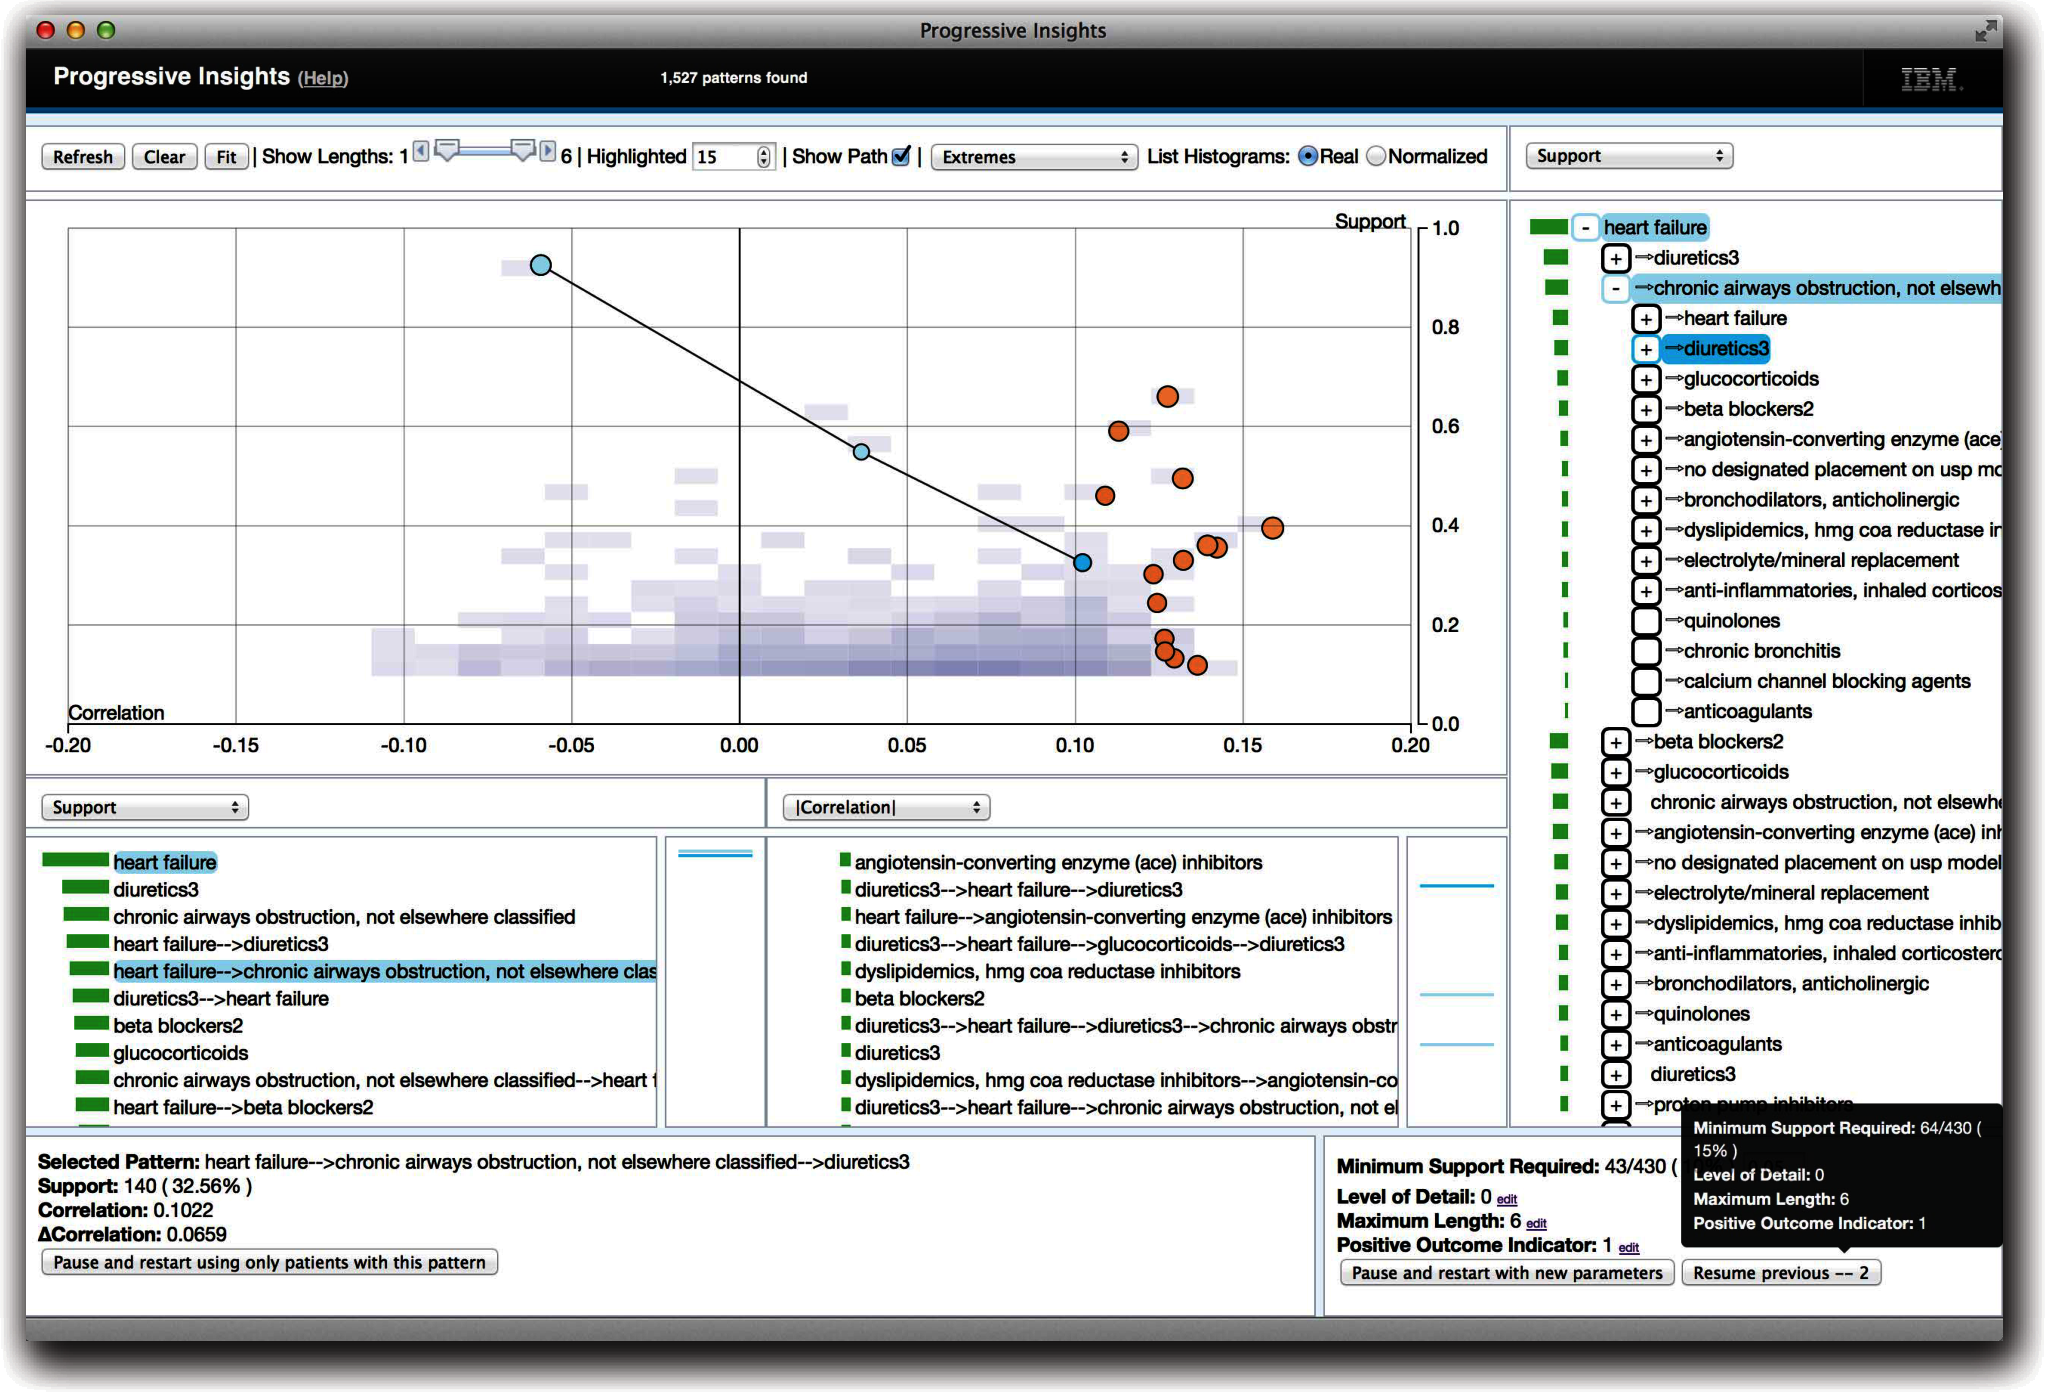 Progressive Insights
Progressive Insights (Help)
1,527 patterns found
IBM.
Refresh Clear Fit | Show Lengths: 1 6 | Highlighted 15 | Show Path | Extremes List Histograms: Real Normalized
Support
Support
1.0
0.8
0.6
0.4
0.2
0.0
Correlation
-0.20 -0.15 -0.10 -0.05 0.00 0.05 0.10 0.15 0.20
- heart failure
+ ⇒diuretics3
- ⇒chronic airways obstruction, not elsewh
+ ⇒heart failure
+ ⇒diuretics3
+ ⇒glucocorticoids
+ ⇒beta blockers2
+ ⇒angiotensin-converting enzyme (ace)
+ ⇒no designated placement on usp mo
+ ⇒bronchodilators, anticholinergic
+ ⇒dyslipidemics, hmg coa reductase in
+ ⇒electrolyte/mineral replacement
+ ⇒anti-inflammatories, inhaled corticos
⇒quinolones
⇒chronic bronchitis
⇒calcium channel blocking agents
⇒anticoagulants
+ ⇒beta blockers2
+ ⇒glucocorticoids
+ chronic airways obstruction, not elsewhe
+ ⇒angiotensin-converting enzyme (ace) inh
+ ⇒no designated placement on usp model
+ ⇒electrolyte/mineral replacement
+ ⇒dyslipidemics, hmg coa reductase inhib
+ ⇒anti-inflammatories, inhaled corticostero
+ ⇒bronchodilators, anticholinergic
+ ⇒quinolones
+ ⇒anticoagulants
+ diuretics3
+ ⇒proton pump inhibitors
Support
heart failure
diuretics3
chronic airways obstruction, not elsewhere classified
heart failure-->diuretics3
heart failure-->chronic airways obstruction, not elsewhere clas
diuretics3-->heart failure
beta blockers2
glucocorticoids
chronic airways obstruction, not elsewhere classified-->heart f
heart failure-->beta blockers2
|Correlation|
angiotensin-converting enzyme (ace) inhibitors
diuretics3-->heart failure-->diuretics3
heart failure-->angiotensin-converting enzyme (ace) inhibitors
diuretics3-->heart failure-->glucocorticoids-->diuretics3
dyslipidemics, hmg coa reductase inhibitors
beta blockers2
diuretics3-->heart failure-->diuretics3-->chronic airways obstr
diuretics3
dyslipidemics, hmg coa reductase inhibitors-->angiotensin-co
diuretics3-->heart failure-->chronic airways obstruction, not el
Selected Pattern: heart failure-->chronic airways obstruction, not elsewhere classified-->diuretics3
Support: 140 ( 32.56% )
Correlation: 0.1022
ΔCorrelation: 0.0659
Pause and restart using only patients with this pattern
Minimum Support Required: 43/430 (
Level of Detail: 0 edit
Maximum Length: 6 edit
Positive Outcome Indicator: 1 edit
Pause and restart with new parameters Resume previous -- 2
Minimum Support Required: 64/430 (
15% )
Level of Detail: 0
Maximum Length: 6
Positive Outcome Indicator: 1